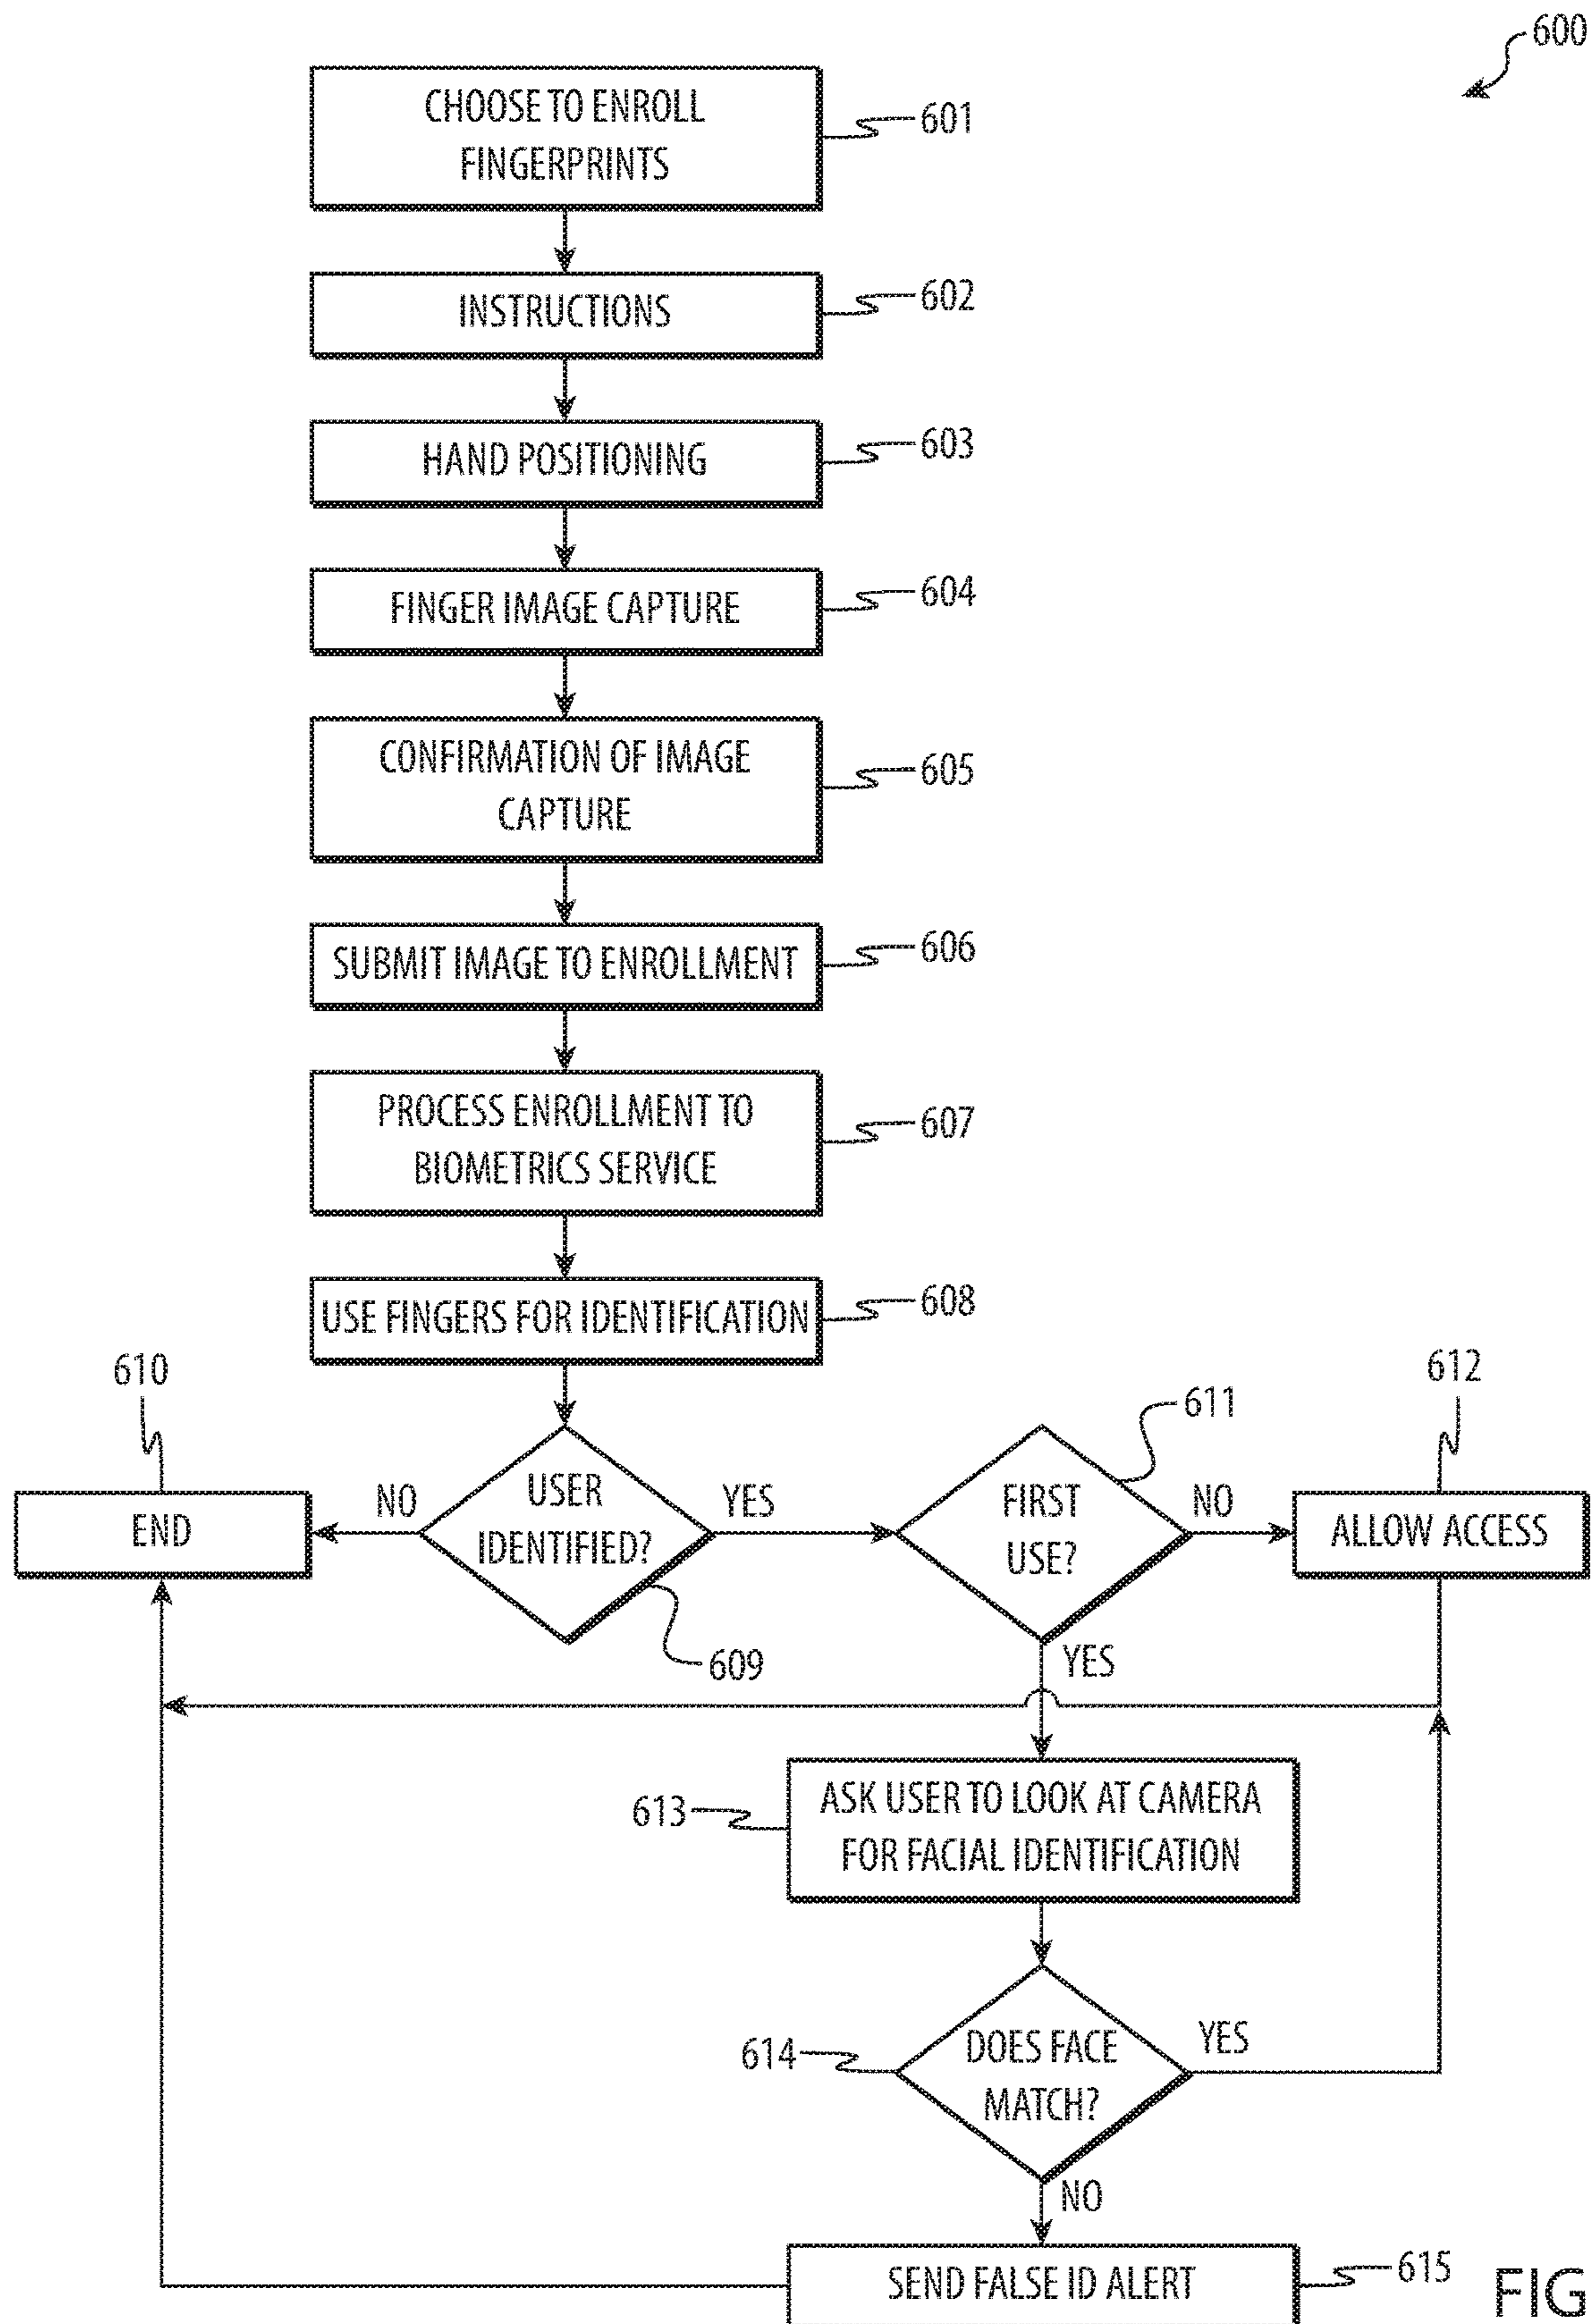 600
CHOOSE TO ENROLL
FINGERPRINTS
601
INSTRUCTIONS
602
HAND POSITIONING
603
FINGER IMAGE CAPTURE
604
CONFIRMATION OF IMAGE
CAPTURE
605
SUBMIT IMAGE TO ENROLLMENT
606
PROCESS ENROLLMENT TO
BIOMETRICS SERVICE
607
USE FINGERS FOR IDENTIFICATION
608
610
END
NO
USER
IDENTIFIED?
609
YES
611
FIRST
USE?
NO
612
ALLOW ACCESS
YES
613
ASK USER TO LOOK AT CAMERA
FOR FACIAL IDENTIFICATION
614
DOES FACE
MATCH?
YES
NO
SEND FALSE ID ALERT
615
FIG